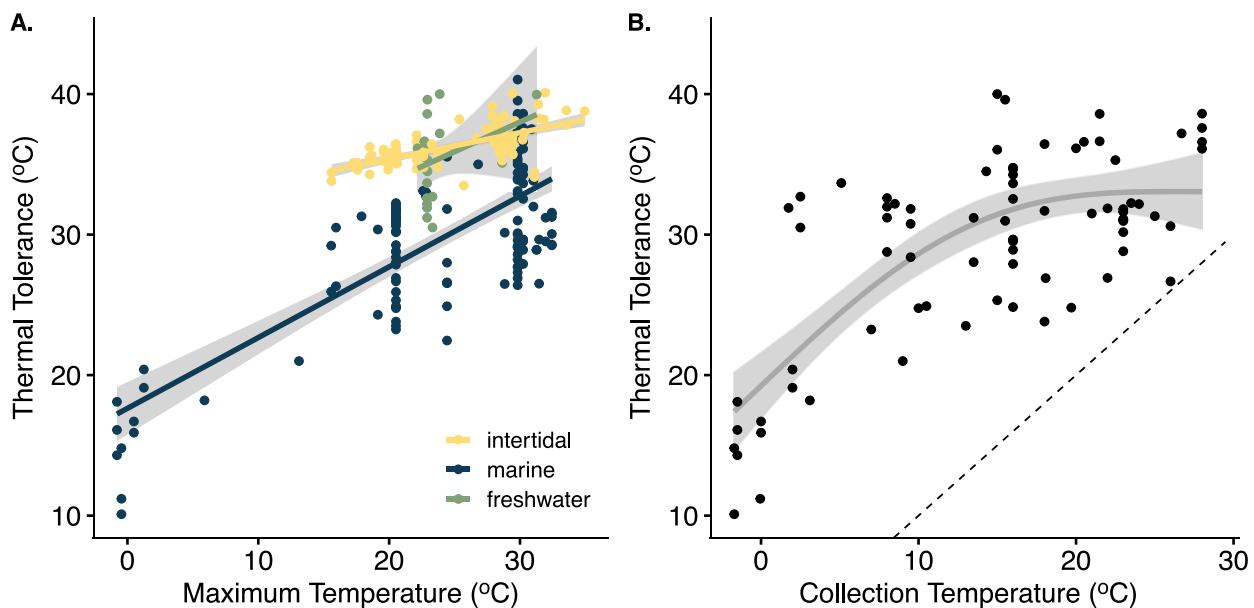 A.
Thermal Tolerance (ºC)
40
30
20
10
intertidal
marine
freshwater
0 10 20 30
Maximum Temperature (ºC)
B.
Thermal Tolerance (ºC)
40
30
20
10
0 10 20 30
Collection Temperature (ºC)